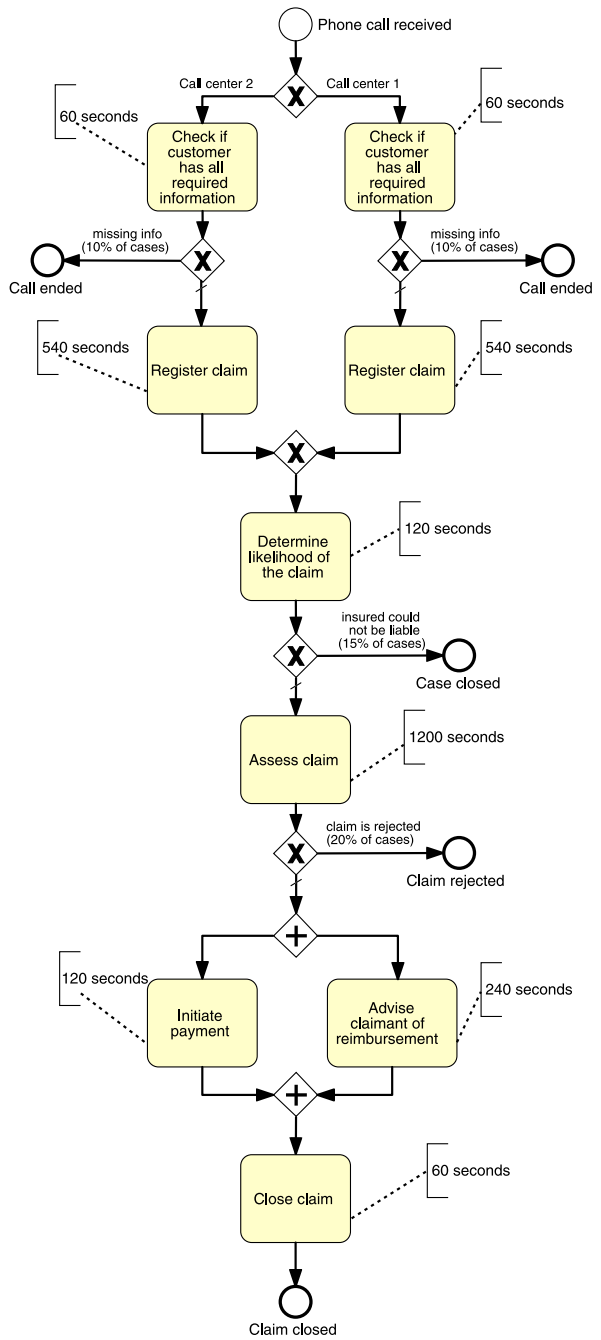 Phone call received
Call center 2
Call center 1
60 seconds
60 seconds
Check if
customer
has all
required
information
Check if
customer
has all
required
information
missing info
(10% of cases)
missing info
(10% of cases)
X
X
X
Call ended
Call ended
540 seconds
540 seconds
Register claim
Register claim
X
120 seconds
Determine
likelihood of
the claim
insured could
not be liable
(15% of cases)
X
Case closed
1200 seconds
Assess claim
claim is rejected
(20% of cases)
X
Claim rejected
+
120 seconds
240 seconds
Initiate
payment
Advise
claimant of
reimbursement
+
60 seconds
Close claim
Claim closed